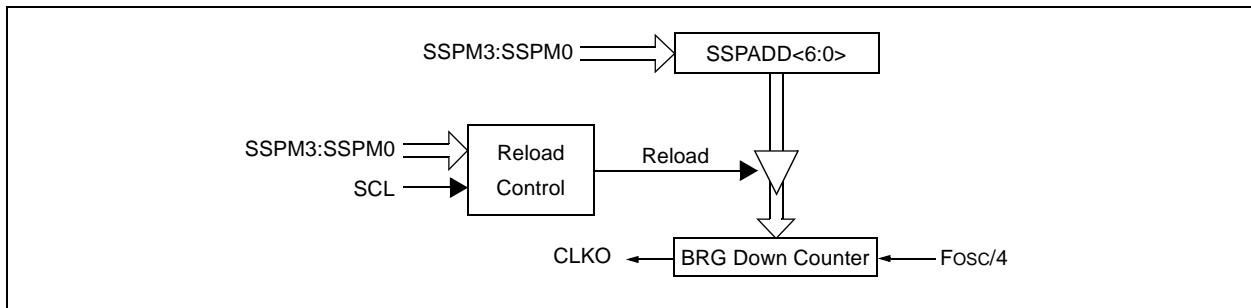 SSPM3:SSPM0
SSPADD<6:0>
SSPM3:SSPM0
SCL
Reload
Control
Reload
CLKO
BRG Down Counter
FOSC/4